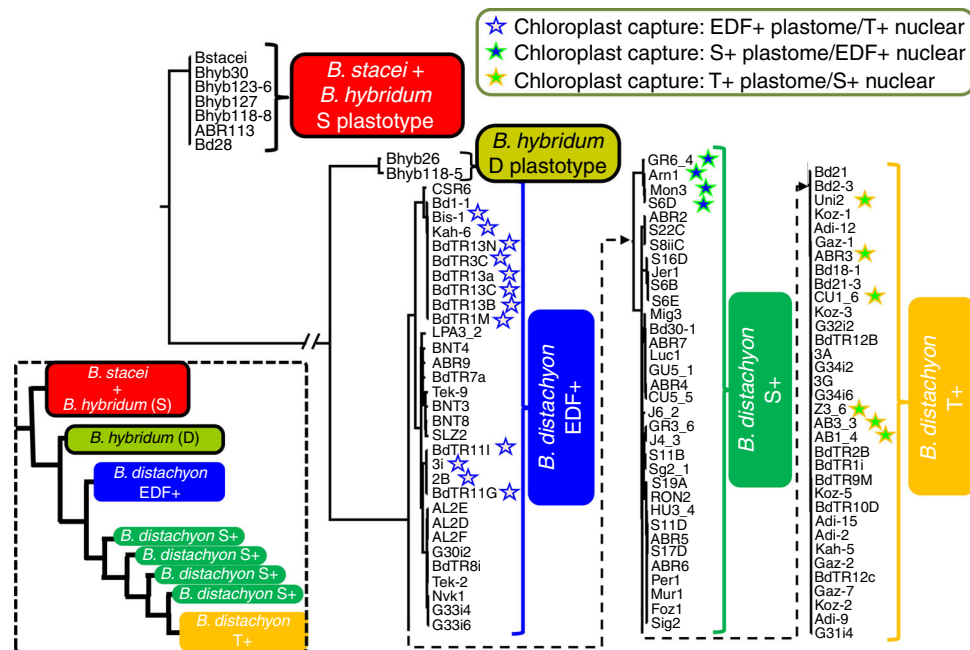 Chloroplast capture: EDF+ plastome/T+ nuclear
Chloroplast capture: S+ plastome/EDF+ nuclear
Chloroplast capture: T+ plastome/S+ nuclear
Bstacei
Bhyb30
Bhyb123-6
Bhyb127
Bhyb118-8
ABR113
Bd28
B. stacei +
B. hybridum
S plastotype
Bhyb26
Bhyb118-5
B. hybridum
D plastotype
CSR6
Bd1-1
Bis-1
Kah-6
BdTR13N
BdTR3C
BdTR13a
BdTR13C
BdTR13B
BdTR1M
LPA3_2
BNT4
ABR9
BdTR7a
Tek-9
BNT3
BNT8
SLZ2
BdTR11I
3i
2B
BdTR11G
AL2E
AL2D
AL2F
G30i2
BdTR8i
Tek-2
Nvk1
G33i4
G33i6
B. distachyon
EDF+
GR6_4
Arn1
Mon3
S6D
ABR2
S22C
S8iiC
S16D
Jer1
S6B
S6E
Mig3
Bd30-1
ABR7
Luc1
GU5_1
ABR4
CU5_5
J6_2
GR3_6
J4_3
S11B
Sg2_1
S19A
RON2
HU3_4
S11D
ABR5
S17D
ABR6
Per1
Mur1
Foz1
Sig2
B. distachyon
S+
Bd21
Bd2-3
Uni2
Koz-1
Adi-12
Gaz-1
ABR3
Bd18-1
Bd21-3
CU1_6
Koz-3
G32i2
BdTR12B
3A
G34i2
3G
G34i6
Z3_6
AB3_3
AB1_4
BdTR2B
BdTR1i
BdTR9M
Koz-5
BdTR10D
Adi-15
Adi-2
Kah-5
Gaz-2
BdTR12c
Gaz-7
Koz-2
Adi-9
G31i4
B. distachyon
T+
B. stacei
+
B. hybridum (S)
B. hybridum (D)
B. distachyon
EDF+
B. distachyon S+
B. distachyon S+
B. distachyon S+
B. distachyon S+
B. distachyon
T+